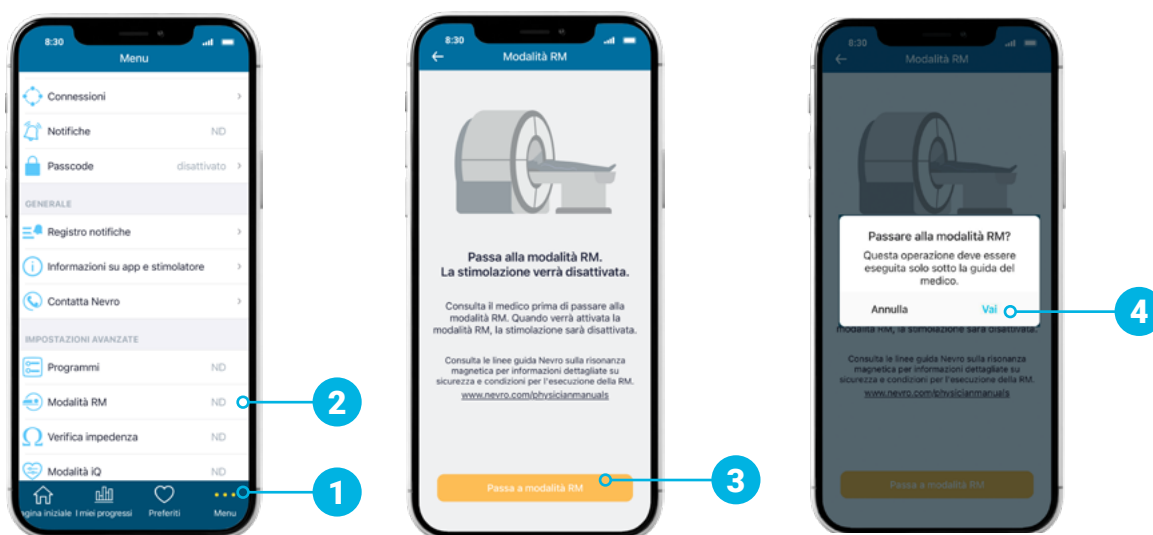 8:30
Menu
Connessioni
Notifiche ND
Passcode disattivato
GENERALE
Registro notifiche
Informazioni su app e stimolatore
Contatta Nevro
IMPOSTAZIONI AVANZATE
Programmi ND
Modalità RM ND
2
Verifica impedenza ND
Modalità iQ ND
1
agina iniziale I miei progressi Preferiti Menu
8:30
Modalità RM
Passa alla modalità RM.
La stimolazione verrà disattivata.
Consulta il medico prima di passare alla
modalità RM. Quando verrà attivata la
modalità RM, la stimolazione sarà disattivata.
Consulta le linee guida Nevro sulla risonanza
magnetica per informazioni dettagliate su
sicurezza e condizioni per l'esecuzione della RM.
www.nevro.com/physicianmanuals
Passa a modalità RM
3
8:30
Modalità RM
Passare alla modalità RM?
Questa operazione deve essere
eseguita solo sotto la guida del
medico.
Annulla Vai
4
modalità RM, la stimolazione sarà disattivata.
Consulta le linee guida Nevro sulla risonanza
magnetica per informazioni dettagliate su
sicurezza e condizioni per l'esecuzione della RM.
www.nevro.com/physicianmanuals
Passa a modalità RM